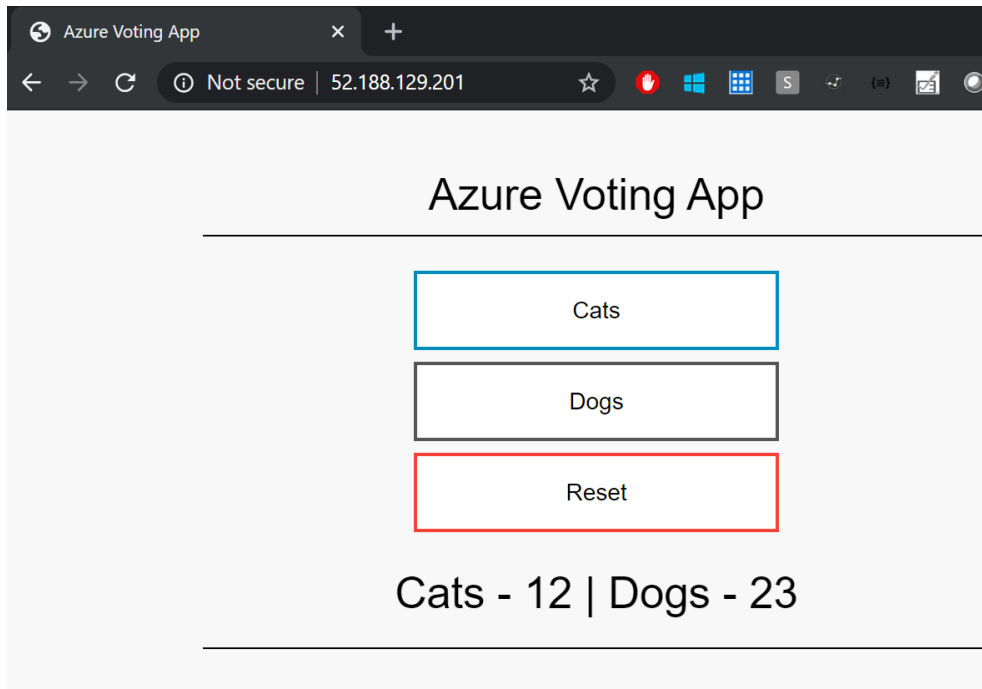 Azure Voting App
Not secure | 52.188.129.201
S
{≡}
Azure Voting App
Cats
Dogs
Reset
Cats - 12 | Dogs - 23